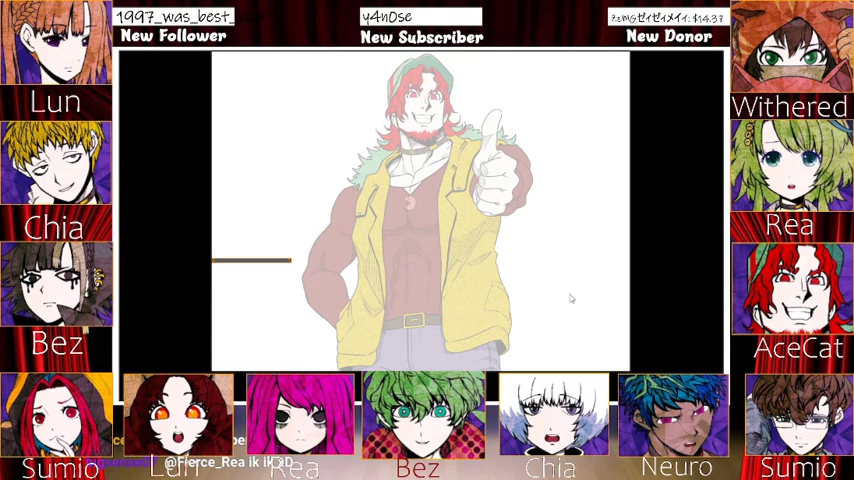 1997_was_best_
New Follower
y4n0se
New Subscriber
New Donor
Lun
Chia
Bez
Sumio
Withered
Rea
AceCat
Lun
@Fierce_Rea ik ik
Rea
Bez
Chia
Neuro
Sumio